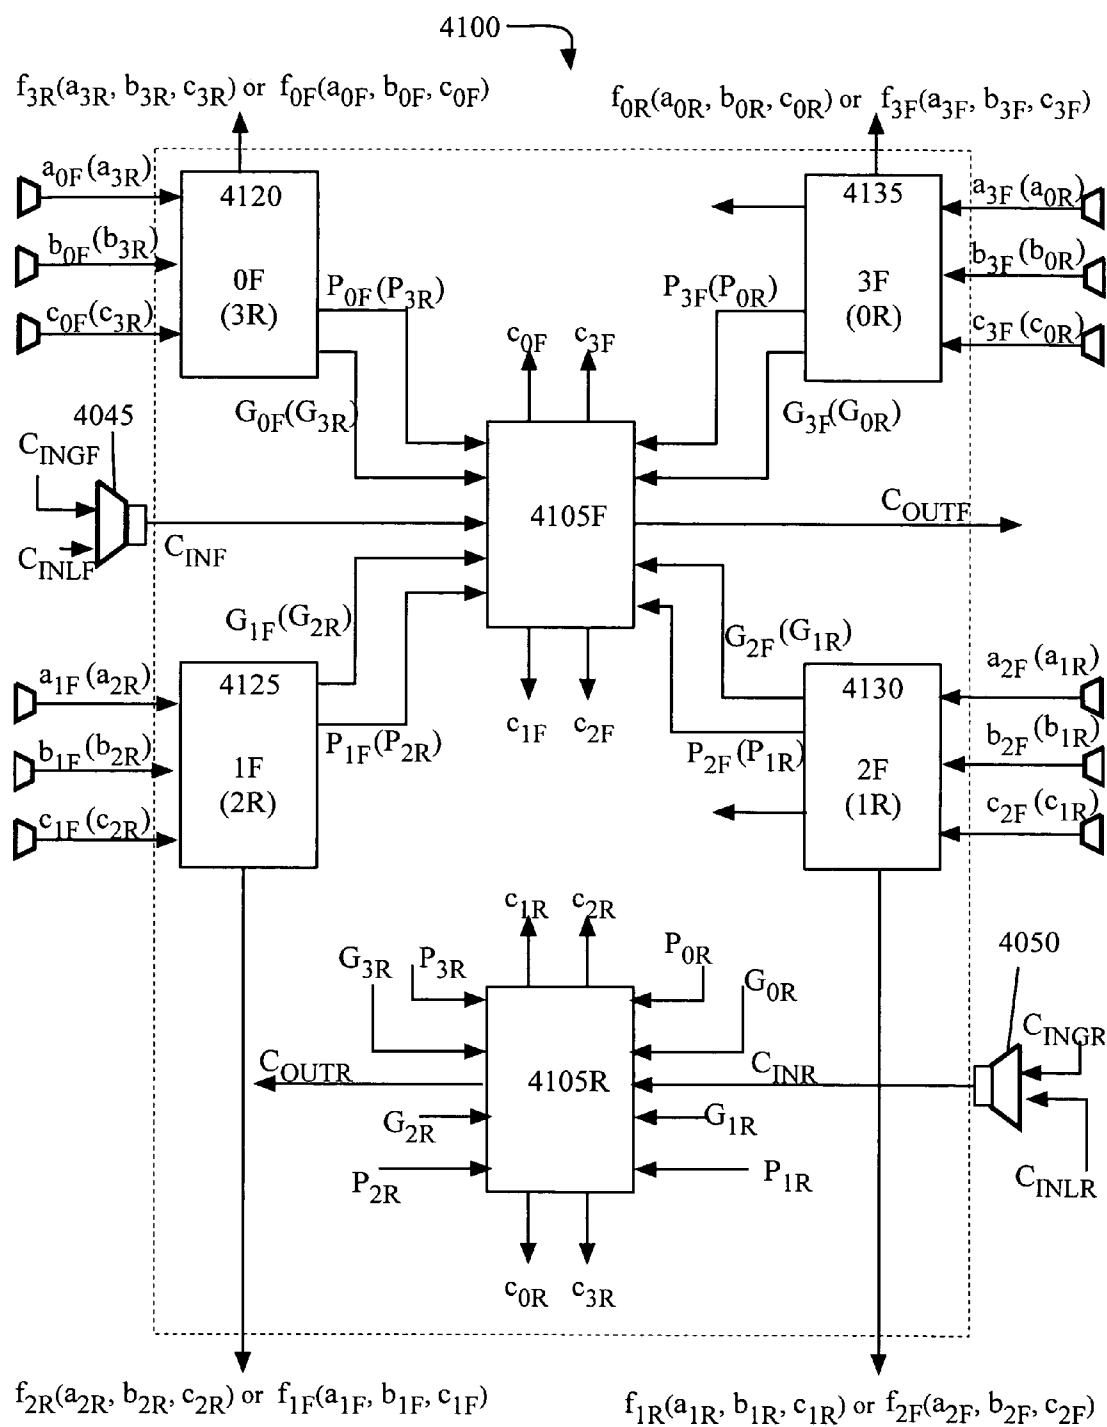 4100
f3R(a3R, b3R, c3R) or f0F(a0F, b0F, c0F)
f0R(a0R, b0R, c0R) or f3F(a3F, b3F, c3F)
a0F (a3R)
b0F (b3R)
c0F (c3R)
4120
0F
(3R)
P0F(P3R)
G0F(G3R)
4135
3F
(0R)
a3F (a0R)
b3F (b0R)
c3F (c0R)
P3F(P0R)
G3F(G0R)
c0F
c3F
4045
CINGF
CINLF
CINF
4105F
COUTF
G1F(G2R)
P1F(P2R)
G2F(G1R)
P2F(P1R)
c1F
c2F
a1F (a2R)
b1F (b2R)
c1F (c2R)
4125
1F
(2R)
4130
2F
(1R)
a2F (a1R)
b2F (b1R)
c2F (c1R)
c1R
c2R
G3R
P3R
P0R
G0R
4050
CINGR
CINLR
COUTR
4105R
CINR
G2R
G1R
P2R
P1R
c0R
c3R
f2R(a2R, b2R, c2R) or f1F(a1F, b1F, c1F)
f1R(a1R, b1R, c1R) or f2F(a2F, b2F, c2F)